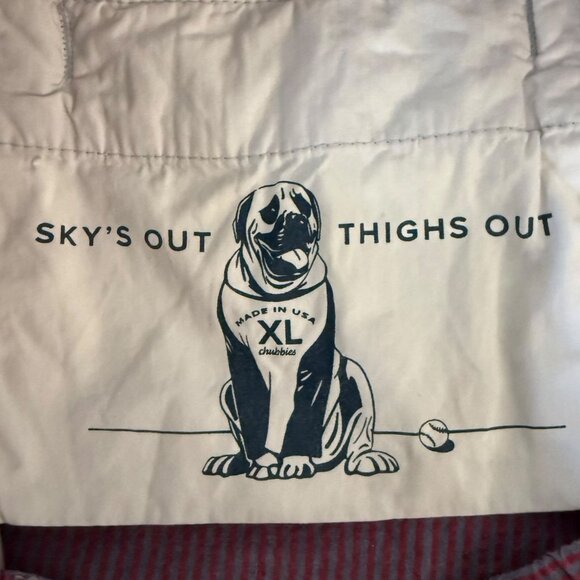 SKY'S OUT
THIGHS OUT
MADE IN USA
XL
chubbies